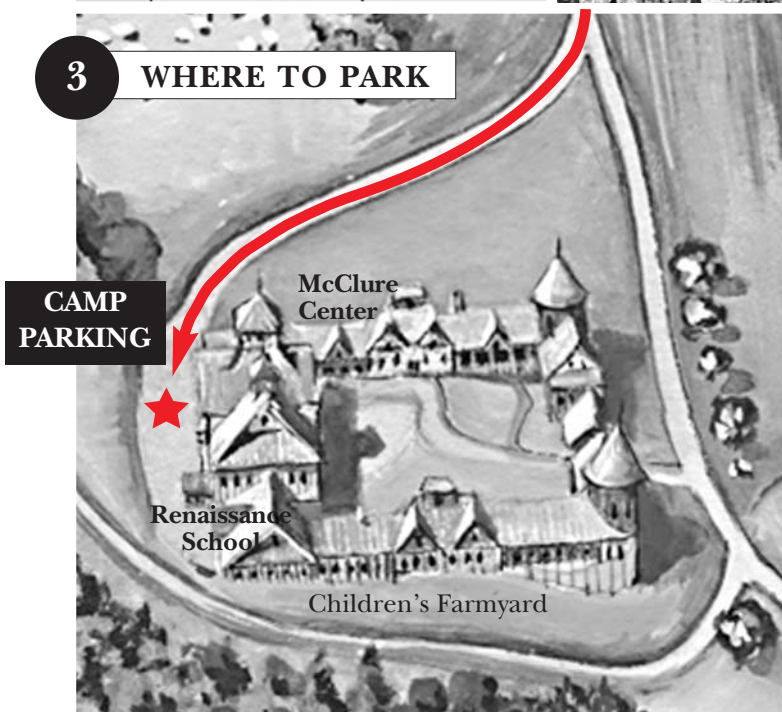 3 WHERE TO PARK
McClure
Center
CAMP
PARKING
Renaissance
School
Children's Farmyard